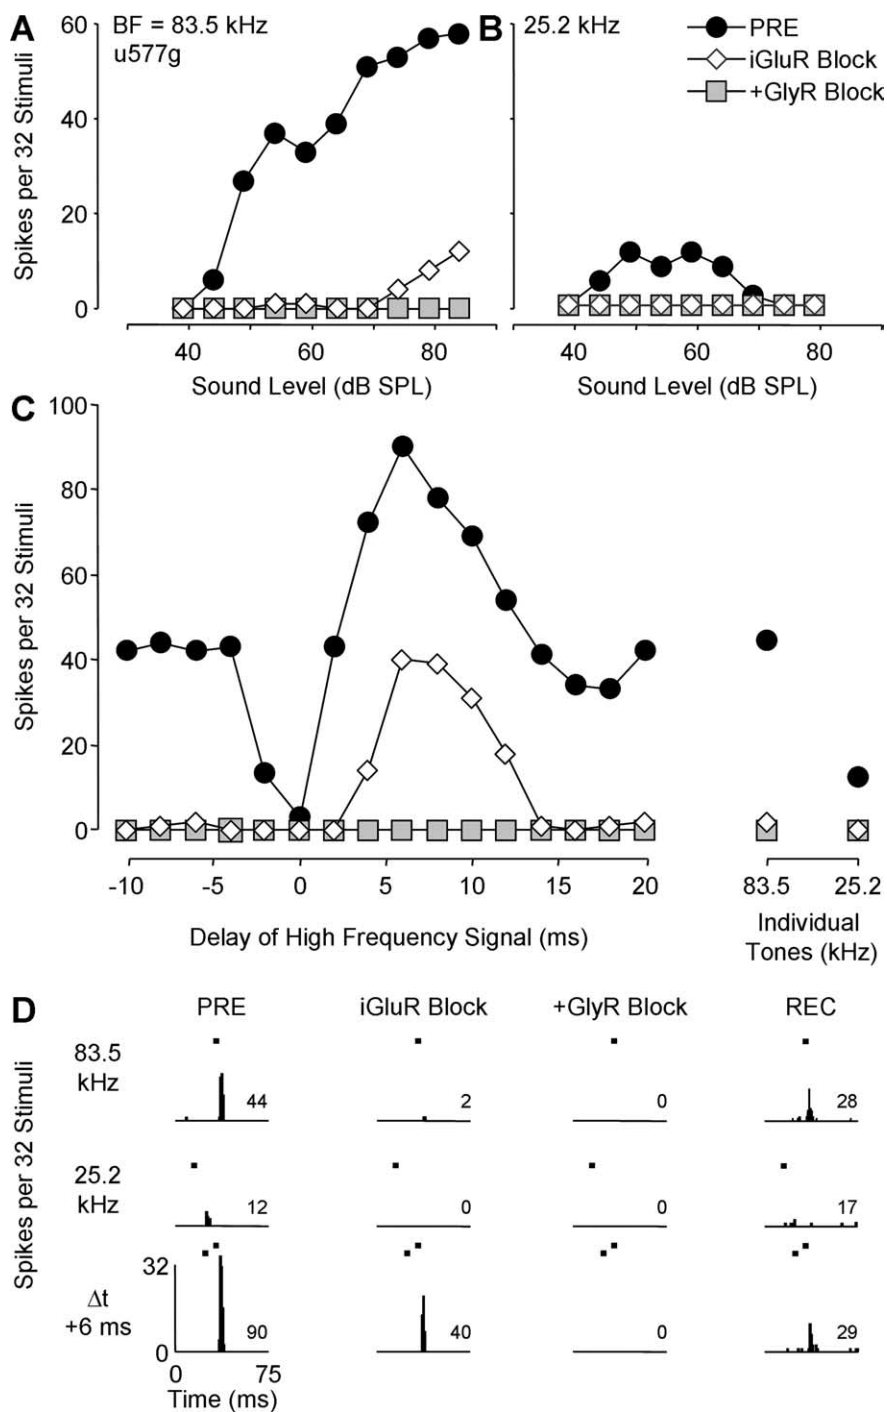 A
BF = 83.5 kHz
u577g
B
25.2 kHz
PRE
iGluR Block
+GlyR Block
Spikes per 32 Stimuli
60
40
20
0
40 60 80
Sound Level (dB SPL)
40 60 80
Sound Level (dB SPL)
C
Spikes per 32 Stimuli
100
80
60
40
20
0
-10 -5 0 5 10 15 20
Delay of High Frequency Signal (ms)
83.5 25.2
Individual
Tones (kHz)
D
Spikes per 32 Stimuli
PRE iGluR Block +GlyR Block REC
83.5
kHz
44 2 0 28
25.2
kHz
12 0 0 17
Δt
+6 ms
32
0
90 40 0 29
0 75
Time (ms)